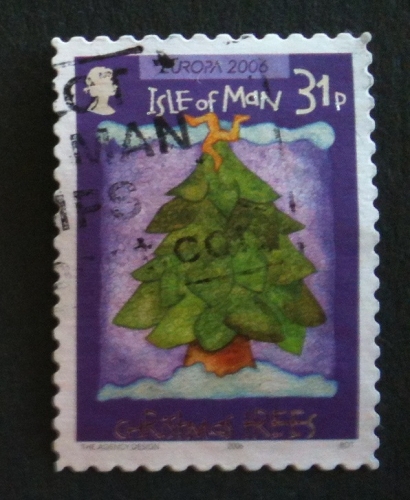 EUROPA 2006
ISLE OF MAN 31p
MAN
CHRISTMAS TREES
THE AGENCY DESIGN 2006